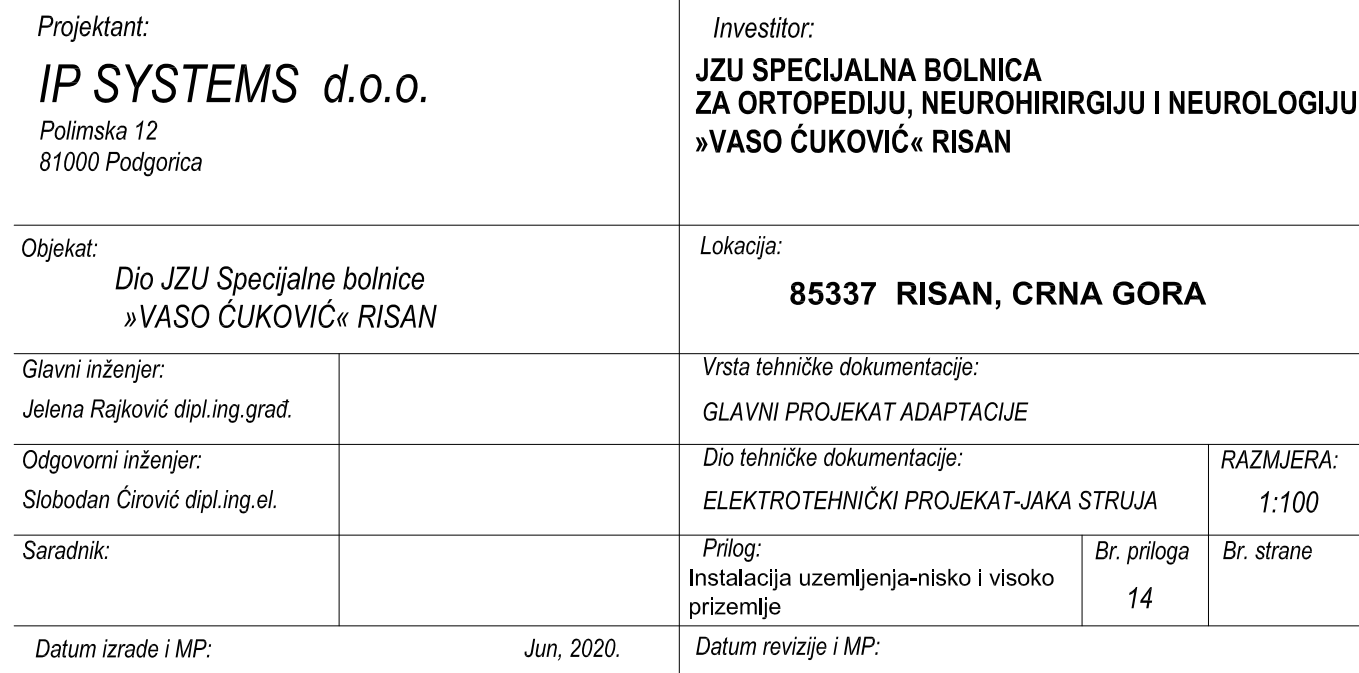 Projektant:
IP SYSTEMS d.o.o.
Polimska 12
81000 Podgorica
Investitor:
JZU SPECIJALNA BOLNICA
ZA ORTOPEDIJU, NEUROHIRIRGIJU I NEUROLOGIJU
»VASO ĆUKOVIĆ« RISAN
Objekat:
Dio JZU Specijalne bolnice
»VASO ĆUKOVIĆ« RISAN
Lokacija:
85337 RISAN, CRNA GORA
Glavni inženjer:
Jelena Rajković dipl.ing.građ.
Vrsta tehničke dokumentacije:
GLAVNI PROJEKAT ADAPTACIJE
Odgovorni inženjer:
Slobodan Ćirović dipl.ing.el.
Dio tehničke dokumentacije:
ELEKTROTEHNIČKI PROJEKAT-JAKA STRUJA
RAZMJERA:
1:100
Saradnik:
Prilog:
Instalacija uzemljenja-nisko i visoko
prizemlje
Br. priloga
14
Br. strane
Datum izrade i MP: Jun, 2020.
Datum revizije i MP: